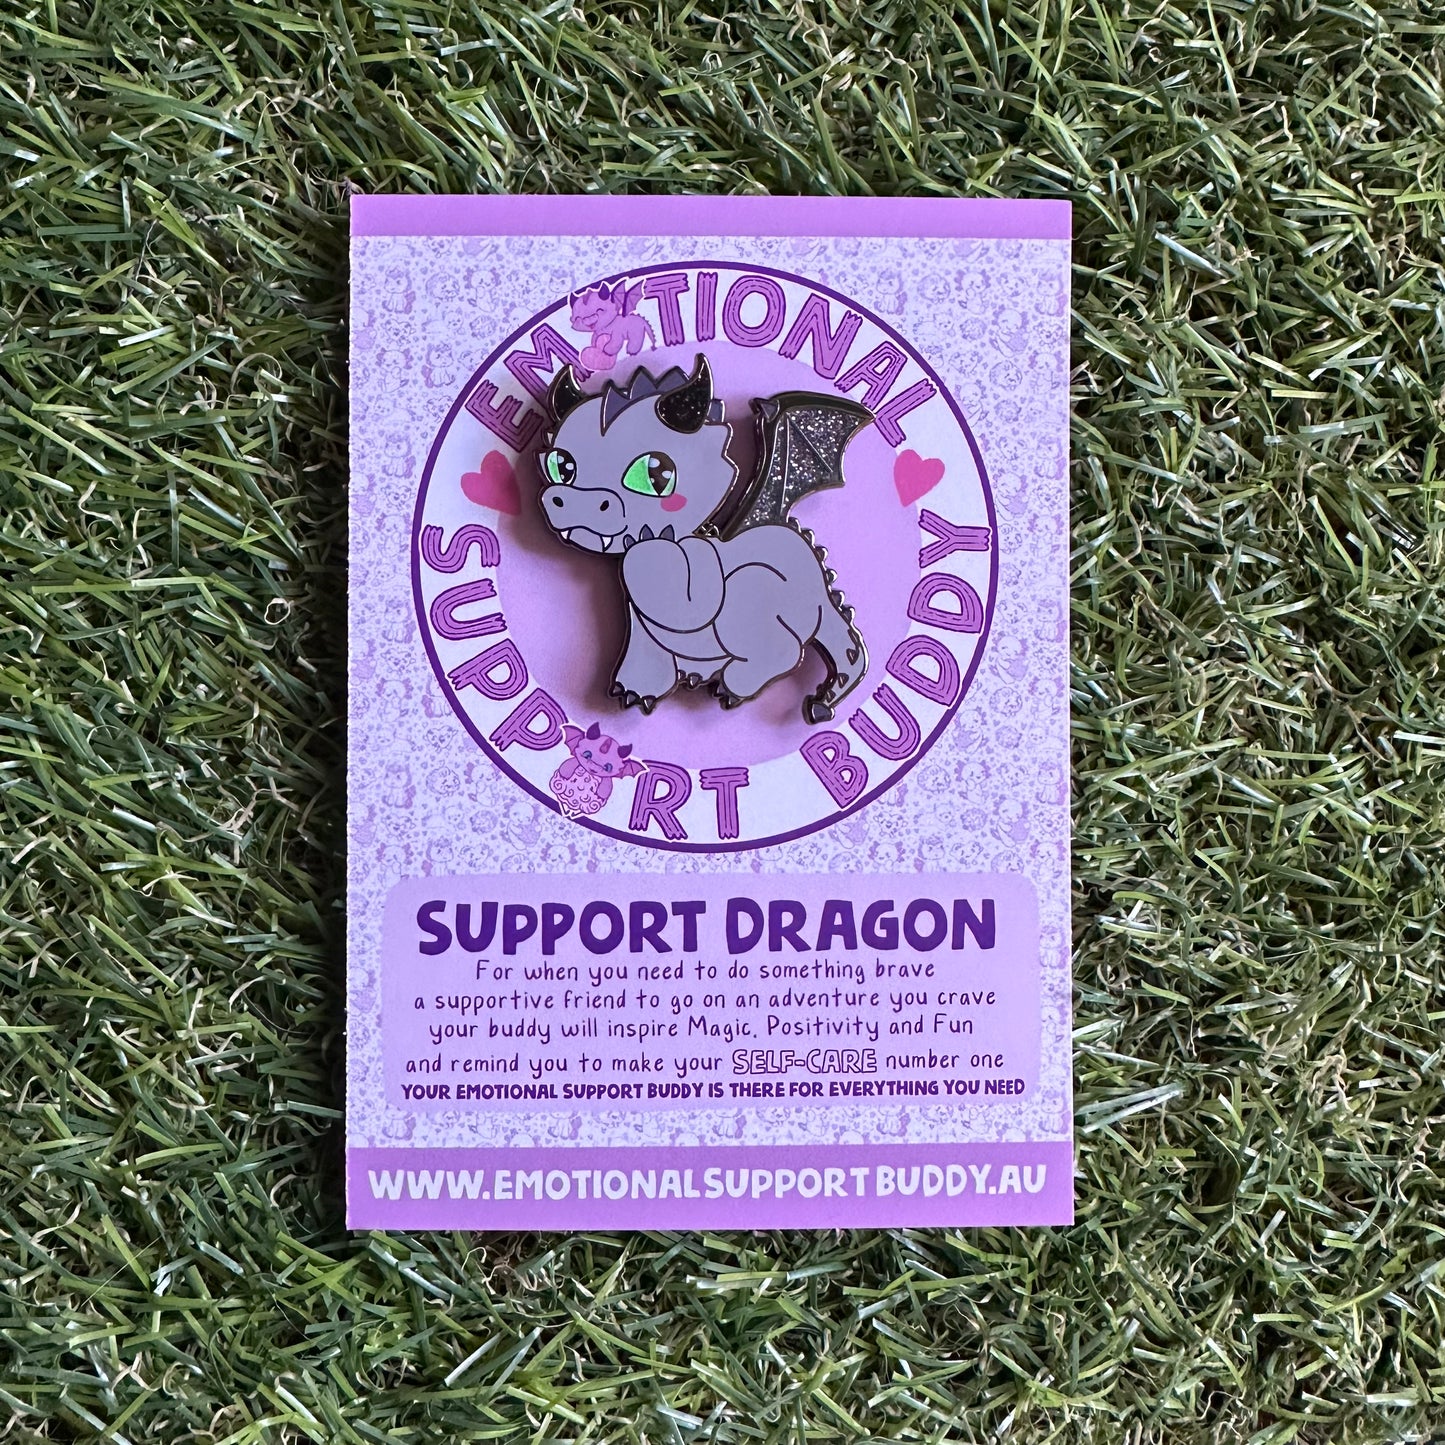 EMOTIONAL
SUPPORT BUDDY
SUPPORT DRAGON
For when you need to do something brave
a supportive friend to go on an adventure you crave
your buddy will inspire Magic, Positivity and Fun
and remind you to make your SELF-CARE number one
YOUR EMOTIONAL SUPPORT BUDDY IS THERE FOR EVERYTHING YOU NEED
WWW.EMOTIONALSUPPORTBUDDY.AU